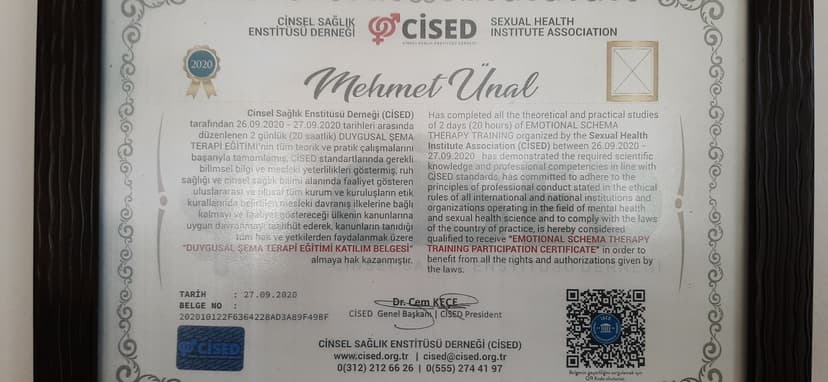 CİNSEL SAĞLIK
ENSTİTÜSÜ DERNEĞİ
CİSED
CİNSEL SAĞLIK ENSTİTÜSÜ DERNEĞİ
SEXUAL HEALTH
INSTITUTE ASSOCIATION
2020
Mehmet Ünal
Cinsel Sağlık Enstitüsü Derneği (CİSED)
tarafından 26.09.2020 - 27.09.2020 tarihleri arasında
düzenlenen 2 günlük (20 saatlik) DUYGUSAL ŞEMA
TERAPİ EĞİTİMİ'nin tüm teorik ve pratik çalışmalarını
başarıyla tamamlamış, CİSED standartlarında gerekli
bilimsel bilgi ve mesleki yeterlilikleri göstermiş, ruh
sağlığı ve cinsel sağlık bilimi alanında faaliyet gösteren
uluslararası ve ulusal tüm kurum ve kuruluşların etik
kurallarında belirtilen mesleki davranış ilkelerine bağlı
kalmayı ve faaliyet göstereceği ülkenin kanunlarına
uygun davranmayı taahhüt ederek, kanunların tanıdığı
tüm hak ve yetkilerden faydalanmak üzere
"DUYGUSAL ŞEMA TERAPİ EĞİTİMİ KATILIM BELGESİ"
almaya hak kazanmıştır.
Has completed all the theoretical and practical studies
of 2 days (20 hours) of EMOTIONAL SCHEMA
THERAPY TRAINING organized by the Sexual Health
Institute Association (CİSED) between 26.09.2020 -
27.09.2020 has demonstrated the required scientific
knowledge and professional competencies in line with
CİSED standards, has committed to adhere to the
principles of professional conduct stated in the ethical
rules of all international and national institutions and
organizations operating in the field of mental health
and sexual health science and to comply with the laws
of the country of practice, is hereby considered
qualified to receive "EMOTIONAL SCHEMA THERAPY
TRAINING PARTICIPATION CERTIFICATE" in order to
benefit from all the rights and authorizations given by
the laws.
TARİH : 27.09.2020
BELGE NO :
202010122F6364228AD3A89F49BF
Dr. Cem KEÇE
CİSED Genel Başkanı | CİSED President
CİSED
CİNSEL SAĞLIK ENSTİTÜSÜ DERNEĞİ (CİSED)
www.cised.org.tr | cised@cised.org.tr
0(312) 212 66 26 | 0(555) 274 41 97
Belgenin geçerliliğini sorgulamak için
QR Kodu okutunuz.